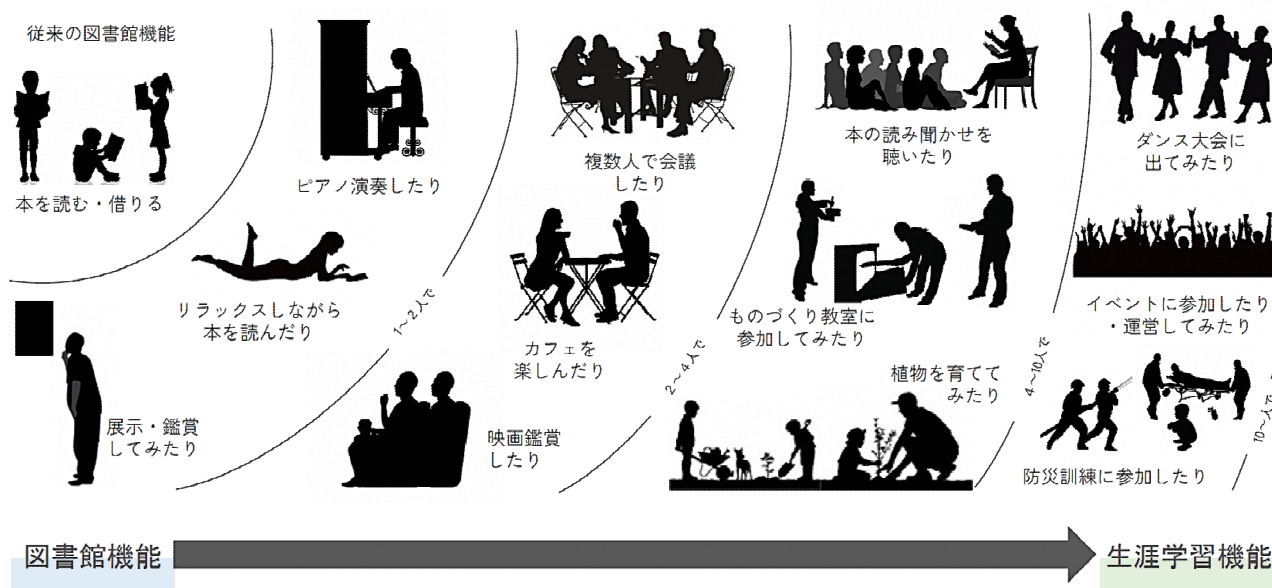 従来の図書館機能
本を読む・借りる
ピアノ演奏したり
リラックスしながら
本を読んだり
展示・鑑賞
してみたり
1～2人で
複数人で会議
したり
カフェを
楽しんだり
映画鑑賞
したり
2～4人で
本の読み聞かせを
聴いたり
ものづくり教室に
参加してみたり
植物を育てて
みたり
4～10人で
ダンス大会に
出てみたり
イベントに参加したり
・運営してみたり
防災訓練に参加したり
10～人で
図書館機能
生涯学習機能